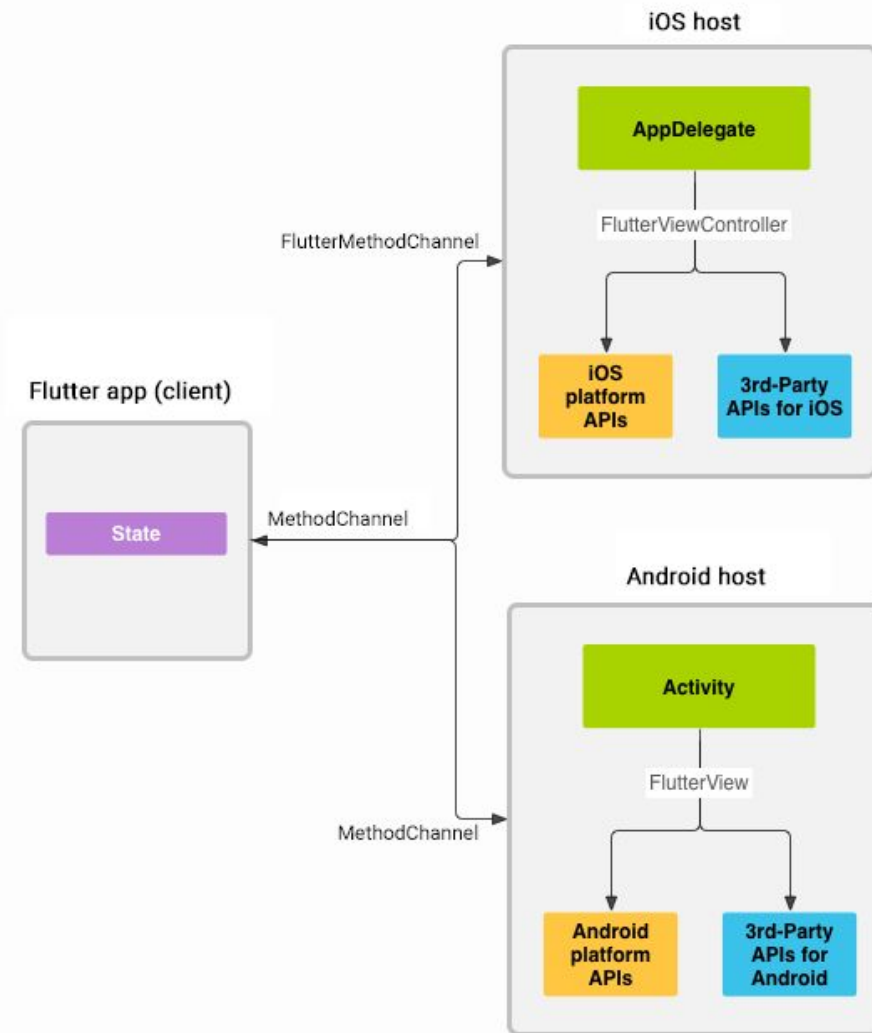 iOS host
AppDelegate
FlutterViewController
FlutterMethodChannel
iOS
platform
APIs
3rd-Party
APIs for iOS
Flutter app (client)
State
MethodChannel
Android host
Activity
FlutterView
MethodChannel
Android
platform
APIs
3rd-Party
APIs for
Android